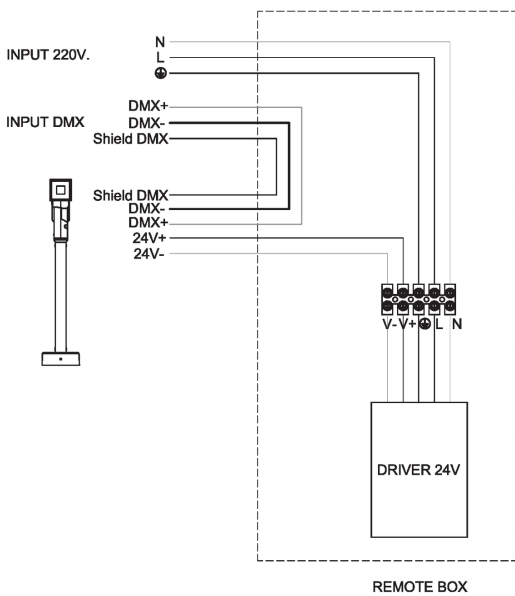 INPUT 220V.
N
L
INPUT DMX
DMX+
DMX-
Shield DMX
Shield DMX
DMX-
DMX+
24V+
24V-
V- V+ L N
DRIVER 24V
REMOTE BOX